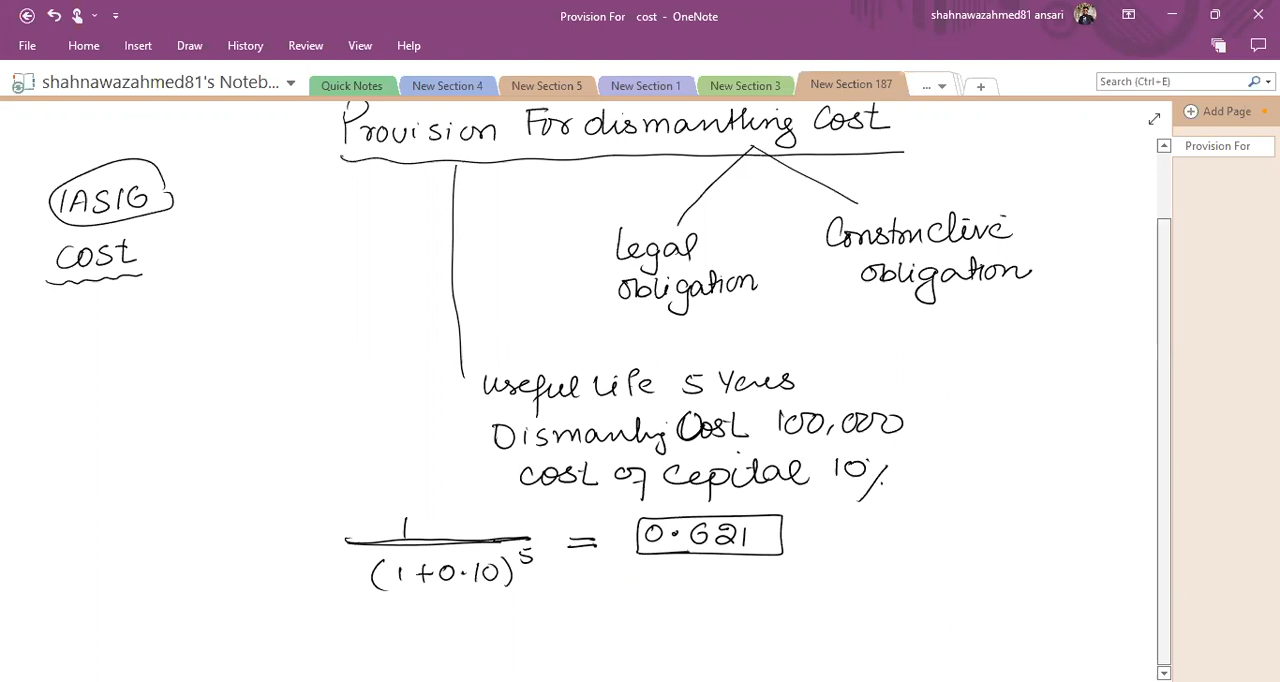 Provision For cost - OneNote
shahnawazahmed81 ansari
File Home Insert Draw History Review View Help
shahnawazahmed81's Noteb...
Quick Notes
New Section 4
New Section 5
New Section 1
New Section 3
New Section 187
...
Search (Ctrl+E)
Add Page
Provision For
Provision For dismantling Cost
IAS16
Cost
Legal obligation
Constructive obligation
Useful Life 5 Years
Dismantling Cost 100,000
Cost of Capital 10%
1
(1+0.10)^5 = 0.621